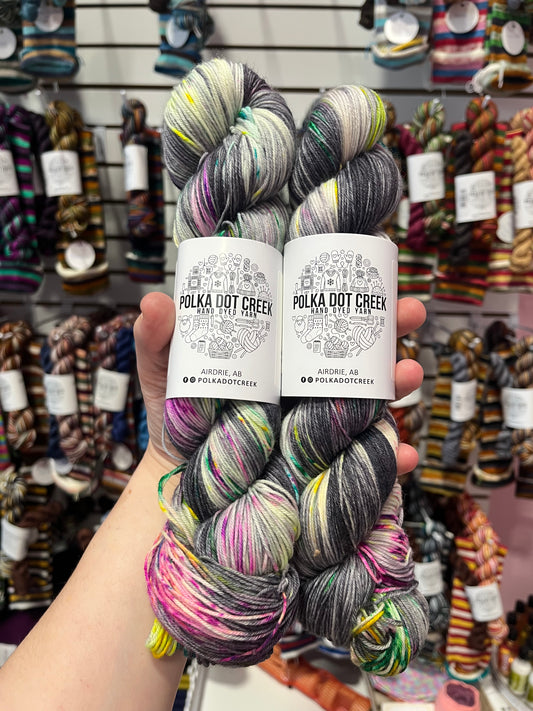 POLKA DOT CREEK
HAND DYED YARN
AIRDRIE, AB
@POLKADOTCREEK
POLKA DOT CREEK
HAND DYED YARN
AIRDRIE, AB
@POLKADOTCREEK